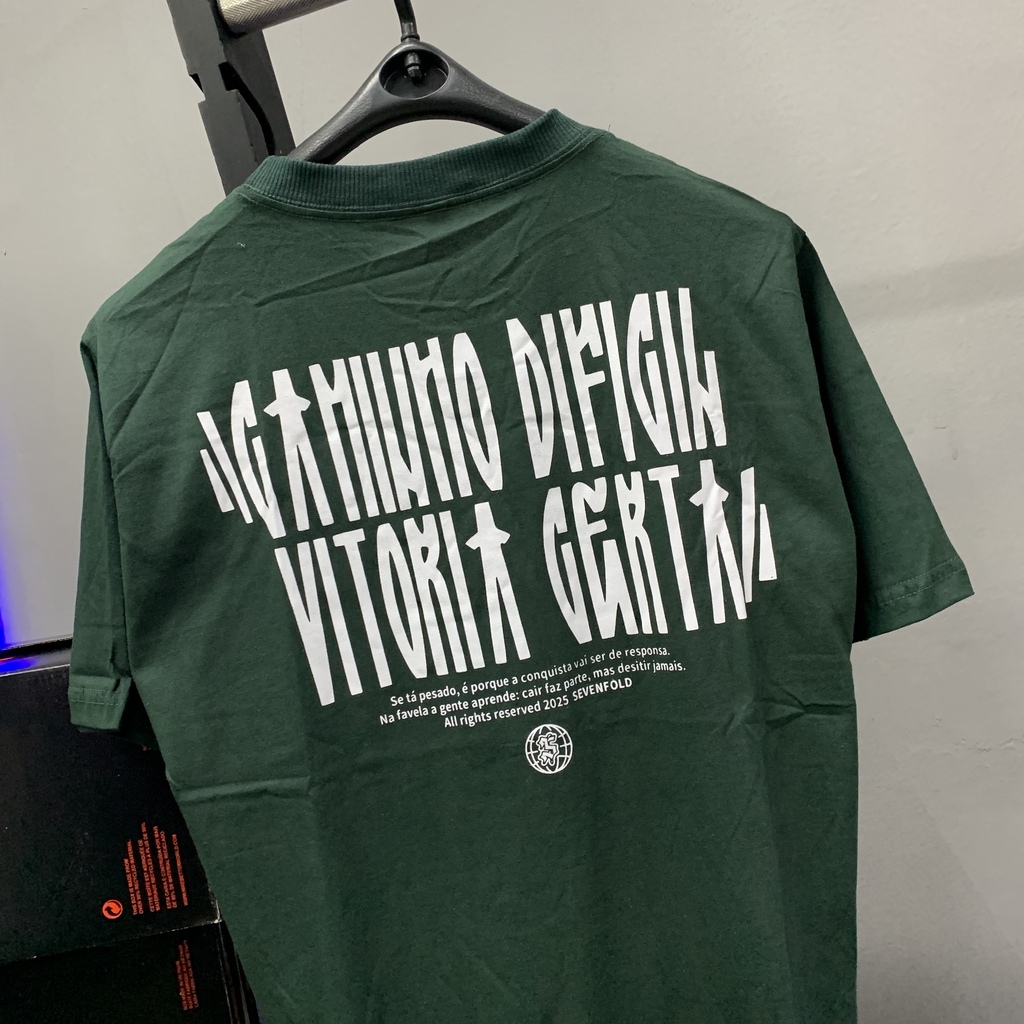 "CAMINHO DIFICIL
VITORIA CERTA"
Se tá pesado, é porque a conquista vai ser de responsa.
Na favela a gente aprende: cair faz parte, mas desitir jamais.
All rights reserved 2025 SEVENFOLD